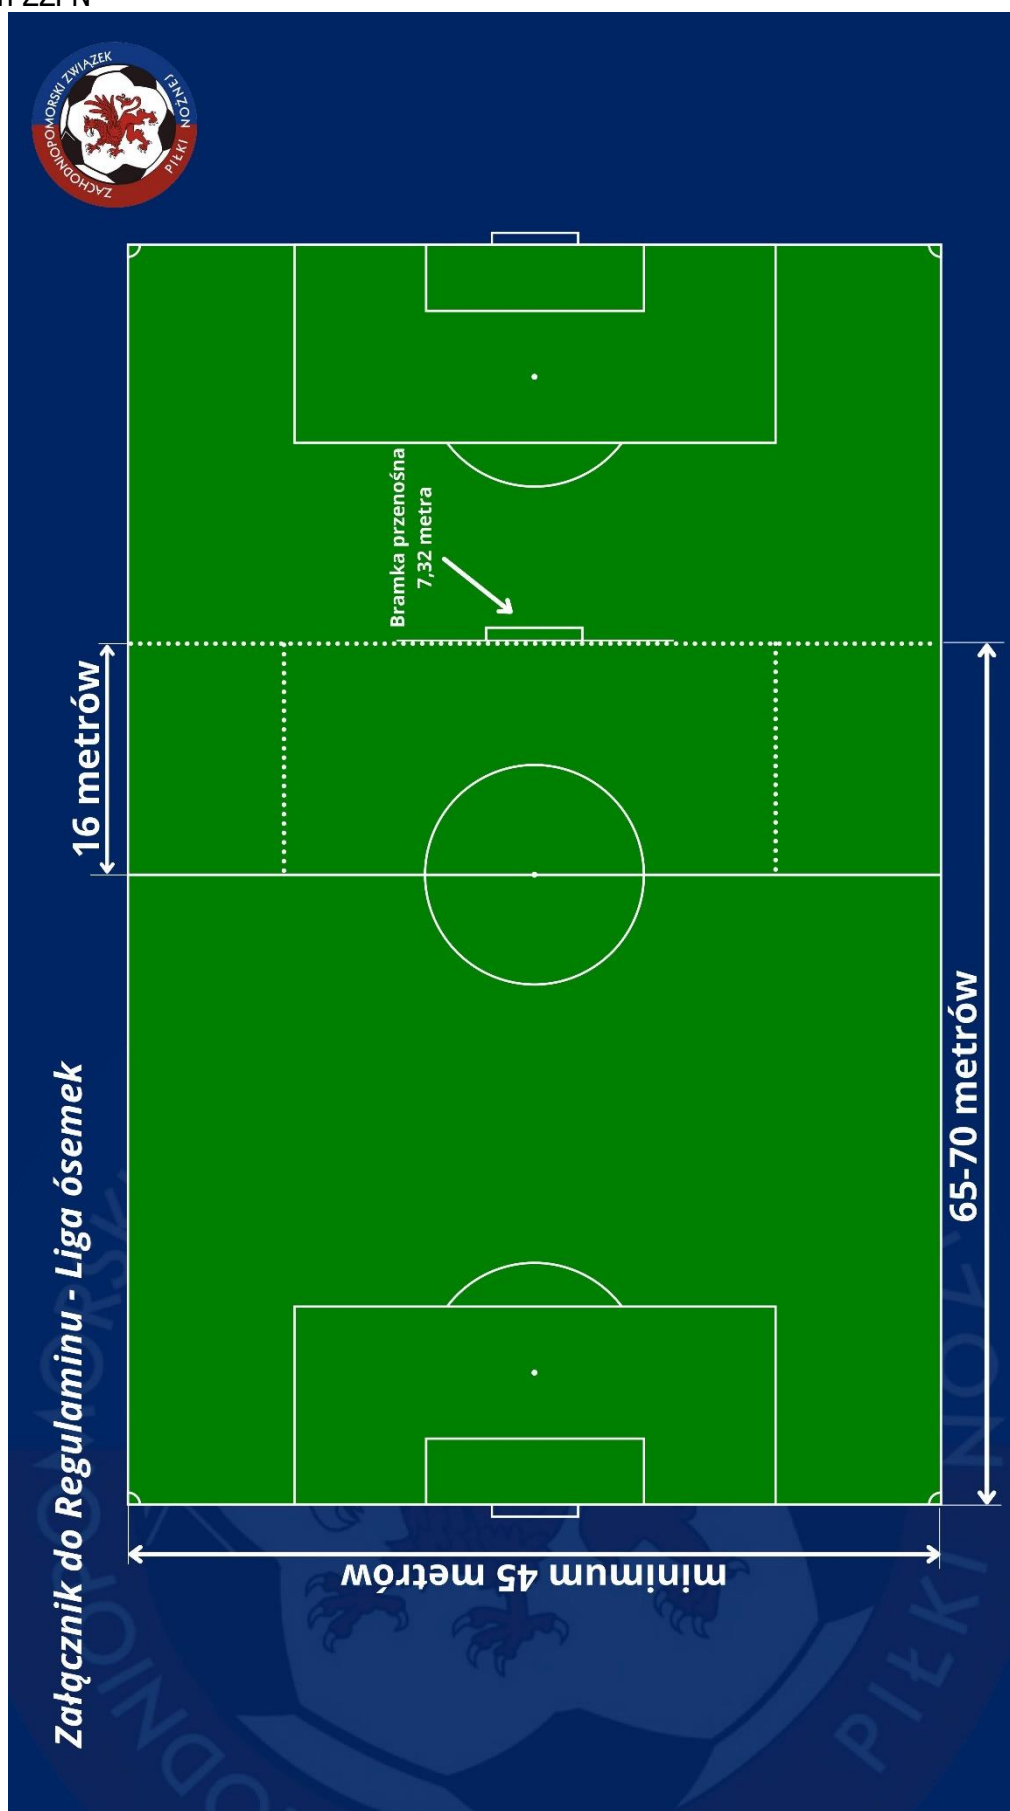 ZZPN
ZACHODNIOPOMORSKI ZWIĄZEK
PIŁKI NOŻNEJ
Bramka przenośna
7,32 metra
16 metrów
65-70 metrów
Załącznik do Regulaminu - Liga ósemek
minimum 45 metrów